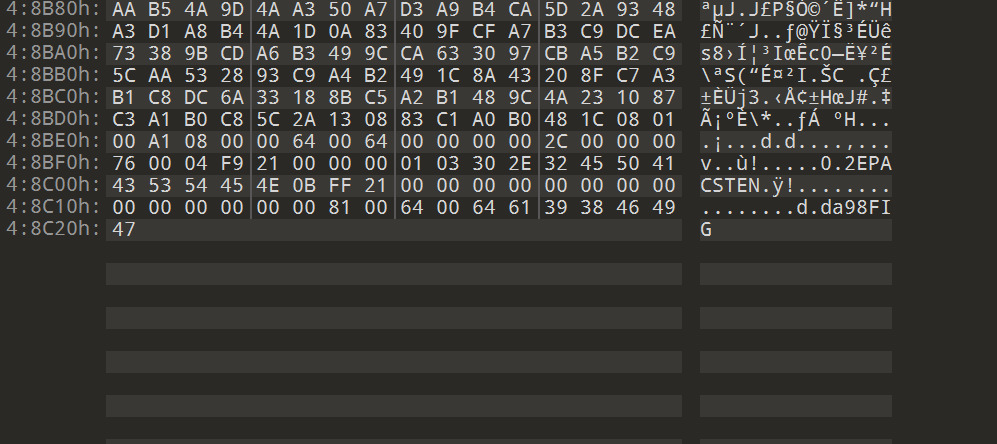 4:8B80h: AA B5 4A 9D 4A A3 50 A7 D3 A9 B4 CA 5D 2A 93 48 ªµJ.J£P§Ó©´Ê]*“H
4:8B90h: A3 D1 A8 B4 4A 1D 0A 83 40 9F CF A7 B3 C9 DC EA £Ñ¨´J..ƒ@ŸÏ§³ÉÜê
4:8BA0h: 73 38 9B CD A6 B3 49 9C CA 63 30 97 CB A5 B2 C9 s8›Í¦³IœÊc0—Ë¥²É
4:8BB0h: 5C AA 53 28 93 C9 A4 B2 49 1C 8A 43 20 8F C7 A3 \ªS(“É¤²I.ŠC .Ç£
4:8BC0h: B1 C8 DC 6A 33 18 8B C5 A2 B1 48 9C 4A 23 10 87 ±ÈÜj3.‹Å¢±HœJ#.‡
4:8BD0h: C3 A1 B0 C8 5C 2A 13 08 83 C1 A0 B0 48 1C 08 01 Ã¡°È\*..ƒÁ °H...
4:8BE0h: 00 A1 08 00 00 64 00 64 00 00 00 00 2C 00 00 00 .¡...d.d....,...
4:8BF0h: 76 00 04 F9 21 00 00 00 01 03 30 2E 32 45 50 41 v..ù!.....0.2EPA
4:8C00h: 43 53 54 45 4E 0B FF 21 00 00 00 00 00 00 00 00 CSTEN.ÿ!........
4:8C10h: 00 00 00 00 00 00 81 00 64 00 64 61 39 38 46 49 ........d.da98FI
4:8C20h: 47 G